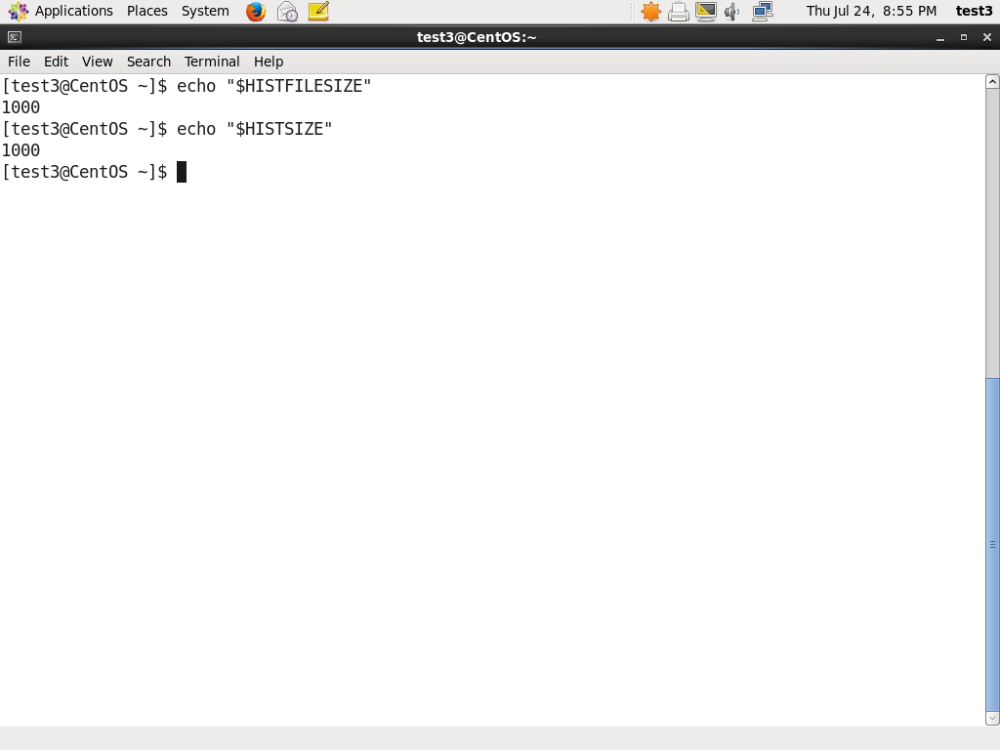 Applications Places System Thu Jul 24, 8:55 PM test3
test3@CentOS:~
File Edit View Search Terminal Help
[test3@CentOS ~]$ echo "$HISTFILESIZE"
1000
[test3@CentOS ~]$ echo "$HISTSIZE"
1000
[test3@CentOS ~]$